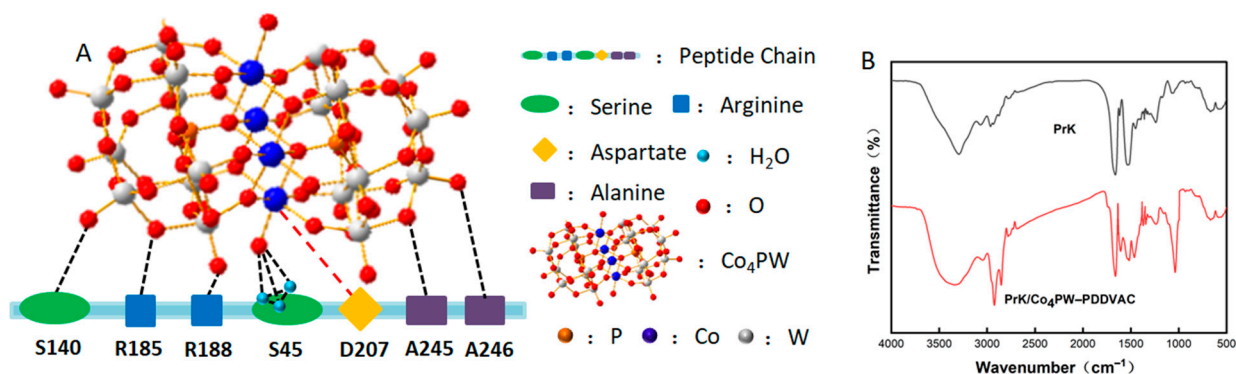 A
: Peptide Chain
: Serine
: Arginine
: Aspartate
: H₂O
: Alanine
: O
: Co₄PW
: P
: Co
: W
S140 R185 R188 S45 D207 A245 A246
B
PrK
PrK/Co₄PW–PDDVAC
Transmittance (%)
4000 3500 3000 2500 2000 1500 1000 500
Wavenumber (cm⁻¹)